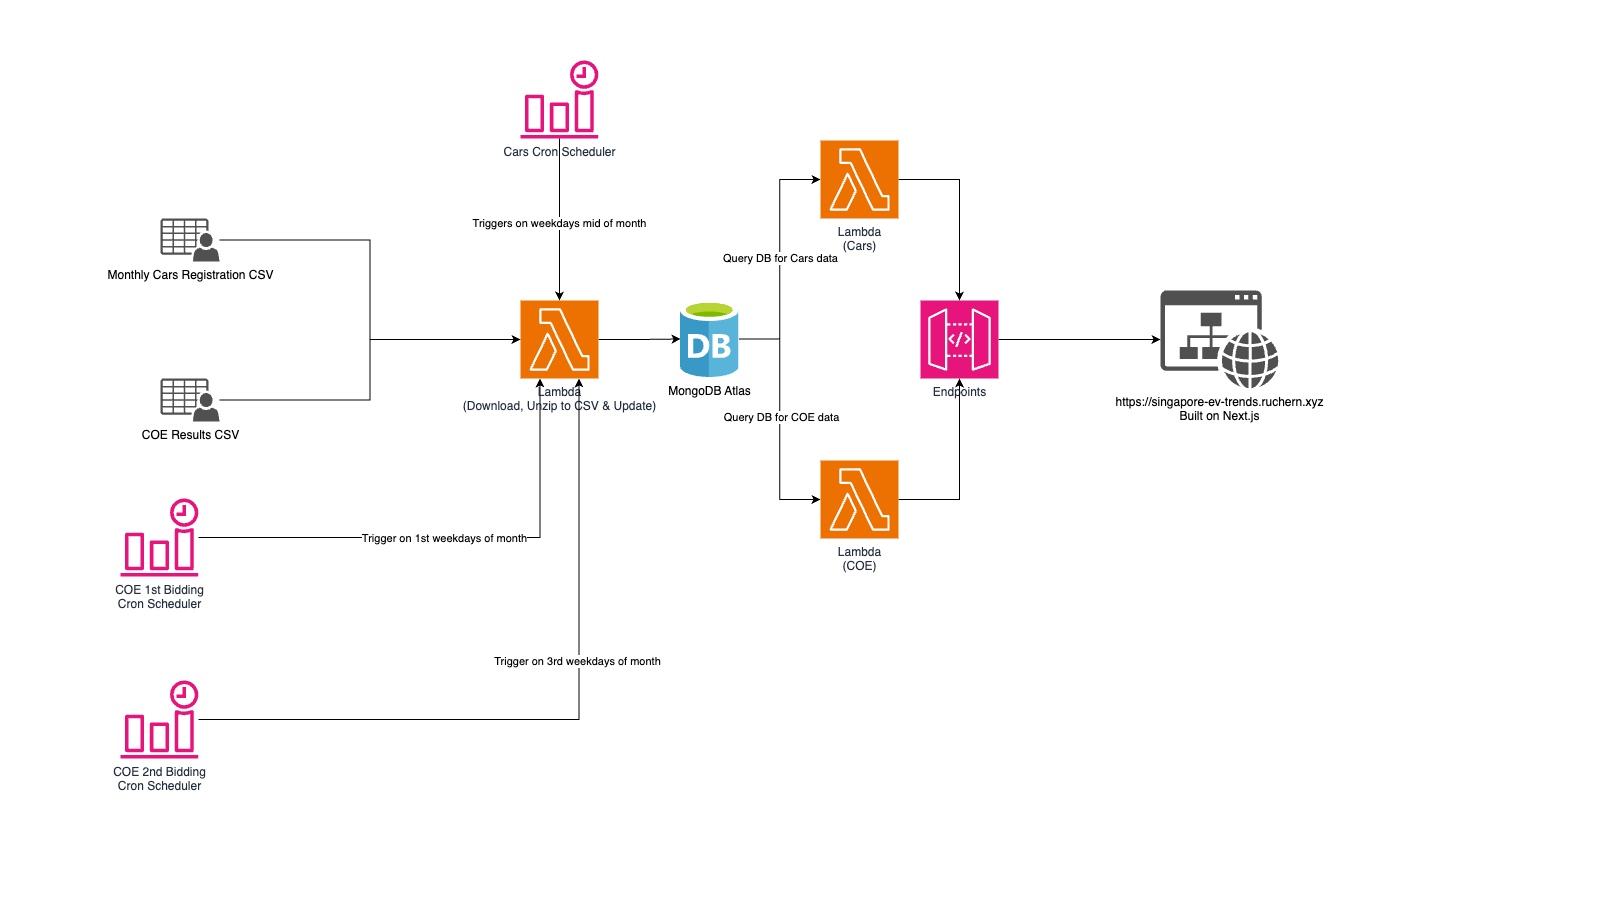 Cars Cron Scheduler
Triggers on weekdays mid of month
Monthly Cars Registration CSV
COE Results CSV
Lambda
(Download, Unzip to CSV & Update)
DB
MongoDB Atlas
Query DB for Cars data
Query DB for COE data
Lambda
(Cars)
</>
Endpoints
https://singapore-ev-trends.ruchern.xyz
Built on Next.js
Lambda
(COE)
Trigger on 1st weekdays of month
COE 1st Bidding
Cron Scheduler
Trigger on 3rd weekdays of month
COE 2nd Bidding
Cron Scheduler